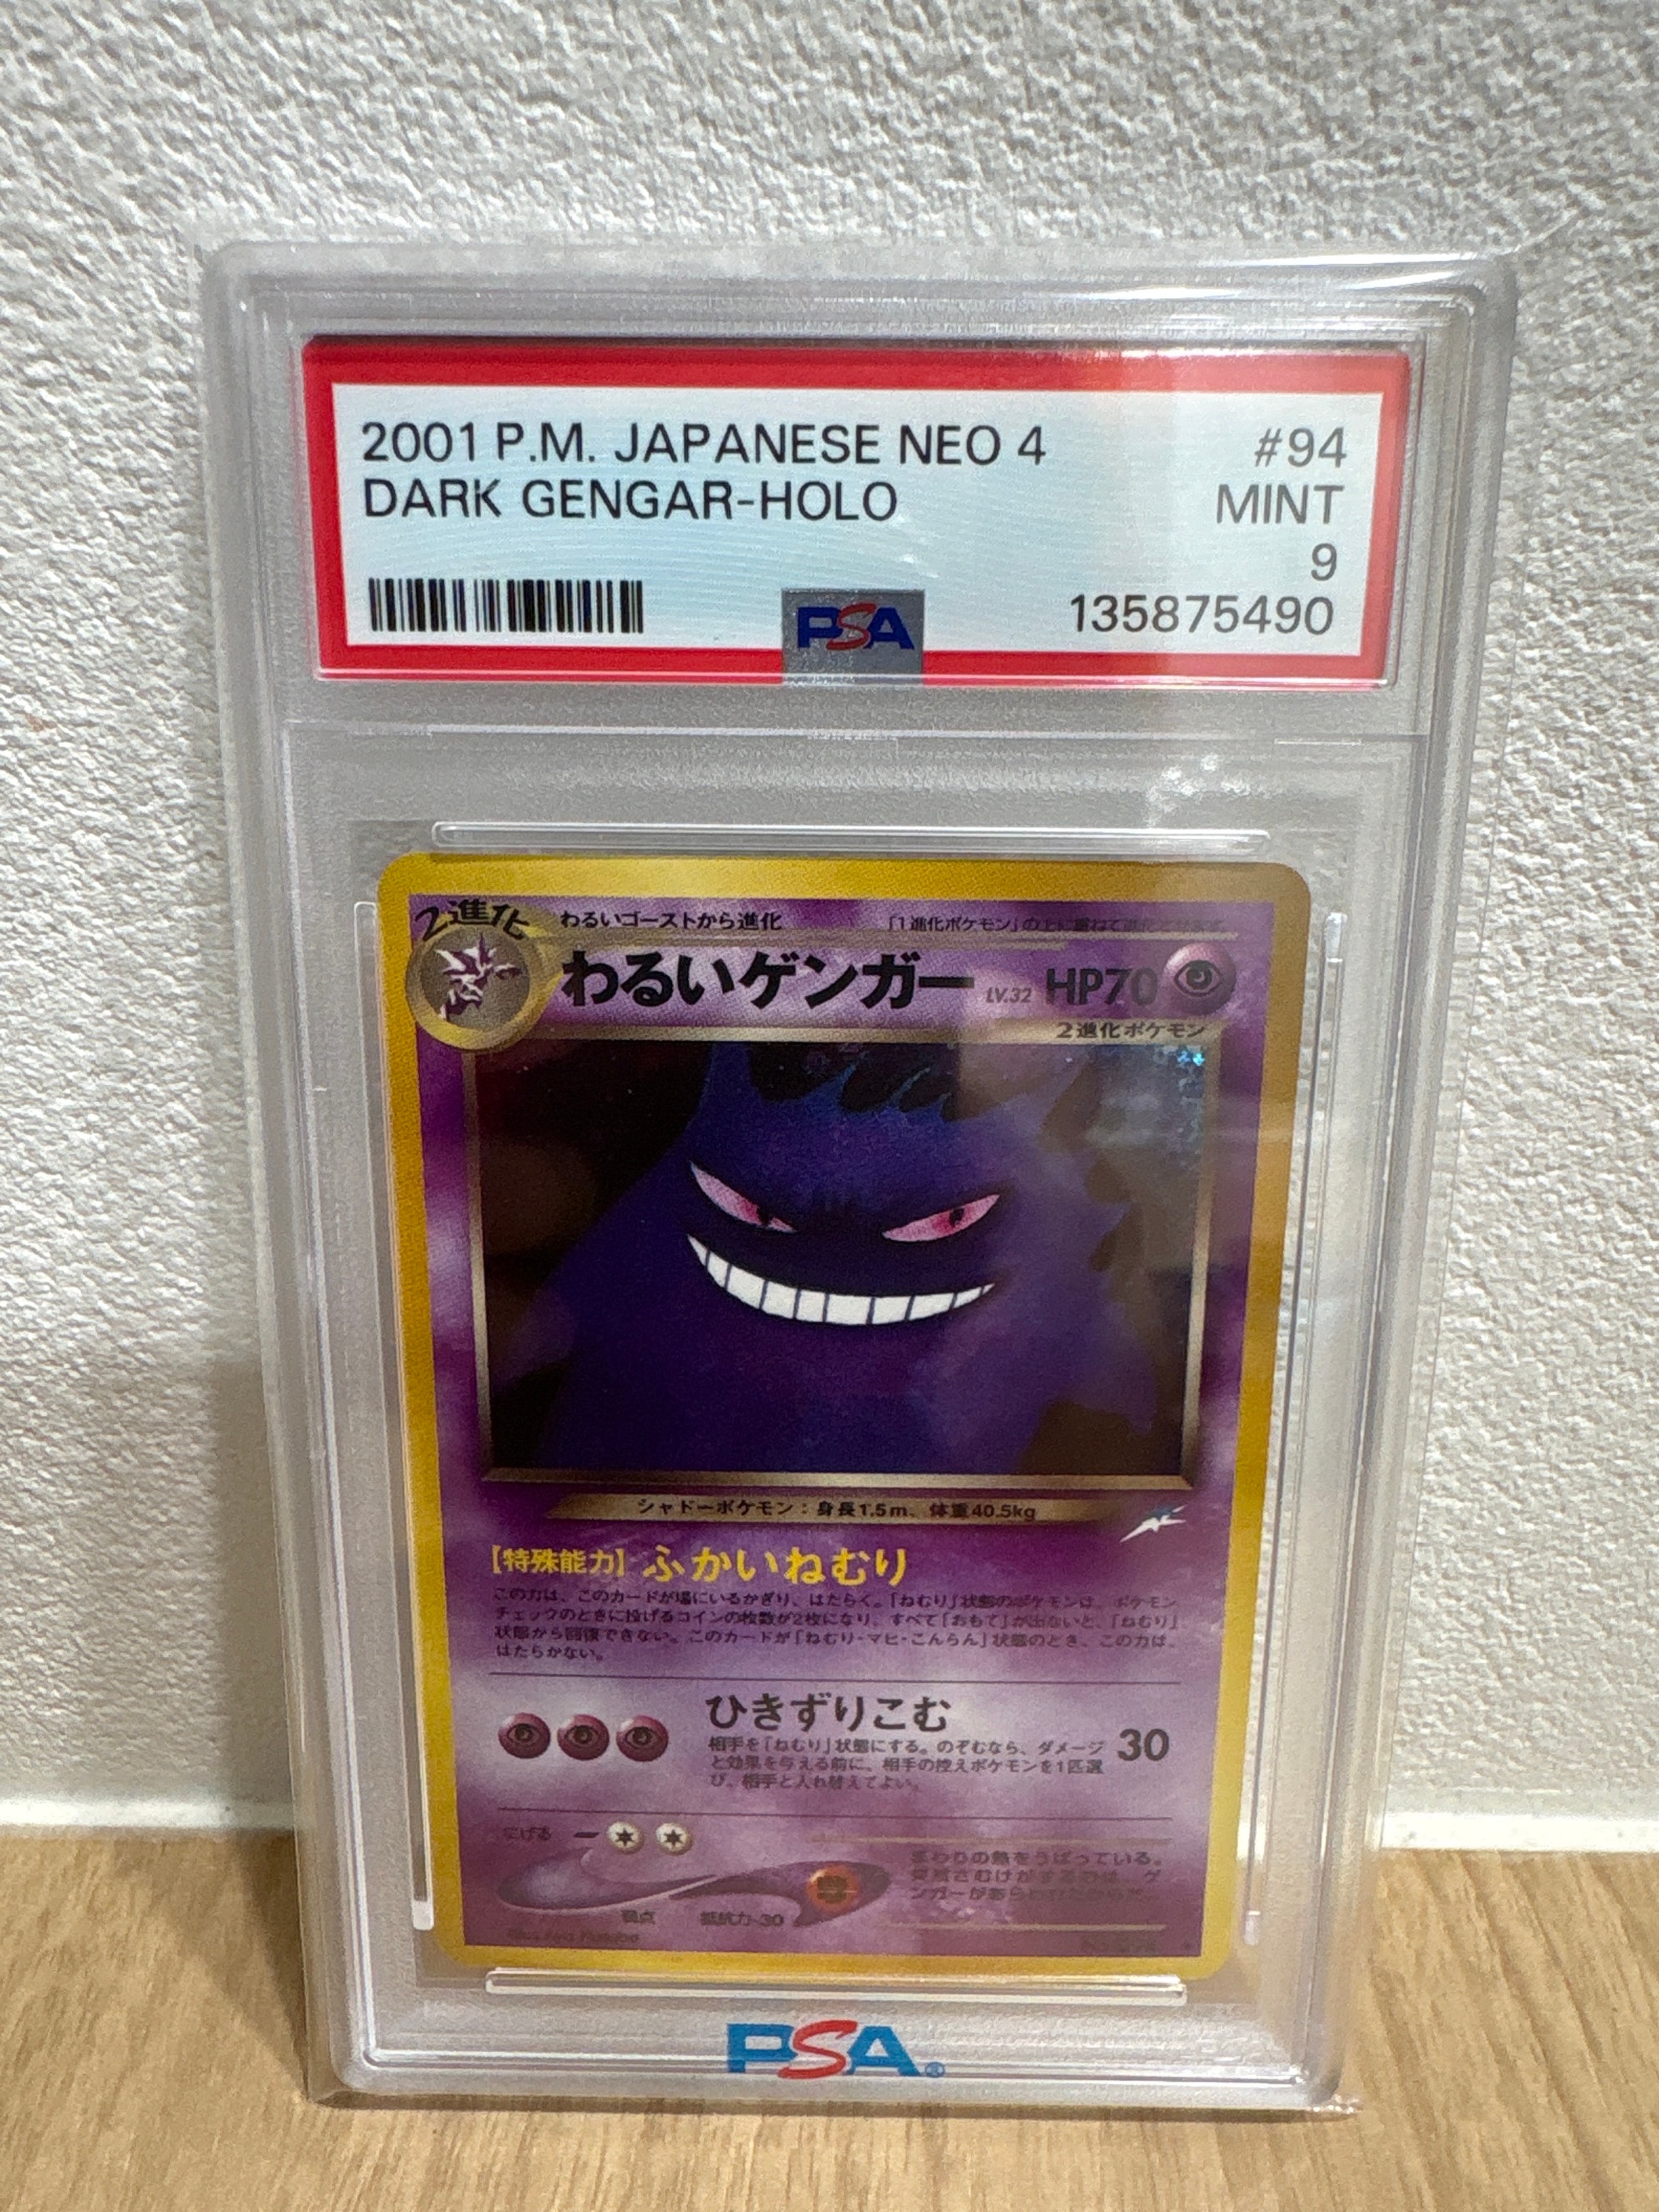 2001 P.M. JAPANESE NEO 4 #94
DARK GENGAR-HOLO MINT
9
PSA 135875490
2進化 わるいゴーストから進化 「1進化ポケモン」の上に重ねて
わるいゲンガー LV.32 HP70
2進化ポケモン
シャドーポケモン：身長1.5m、体重40.5kg
【特殊能力】ふかいねむり
この力は、このカードが場にいるかぎり、はたらく。「ねむり」状態のポケモンは、ポケモン
チェックのときに投げるコインの枚数が2枚になり、すべて「おもて」が出ないと、「ねむり」
状態から回復できない。このカードが「ねむり・マヒ・こんらん」状態のとき、この力は、
はたらかない。
ひきずりこむ
相手を「ねむり」状態にする。のぞむなら、ダメージ 30
と効果を与える前に、相手の控えポケモンを1匹選
び、相手と入れ替えてよい。
にげる
まわりの熱をうばっている。
弱点 抵抗力-30
PSA®